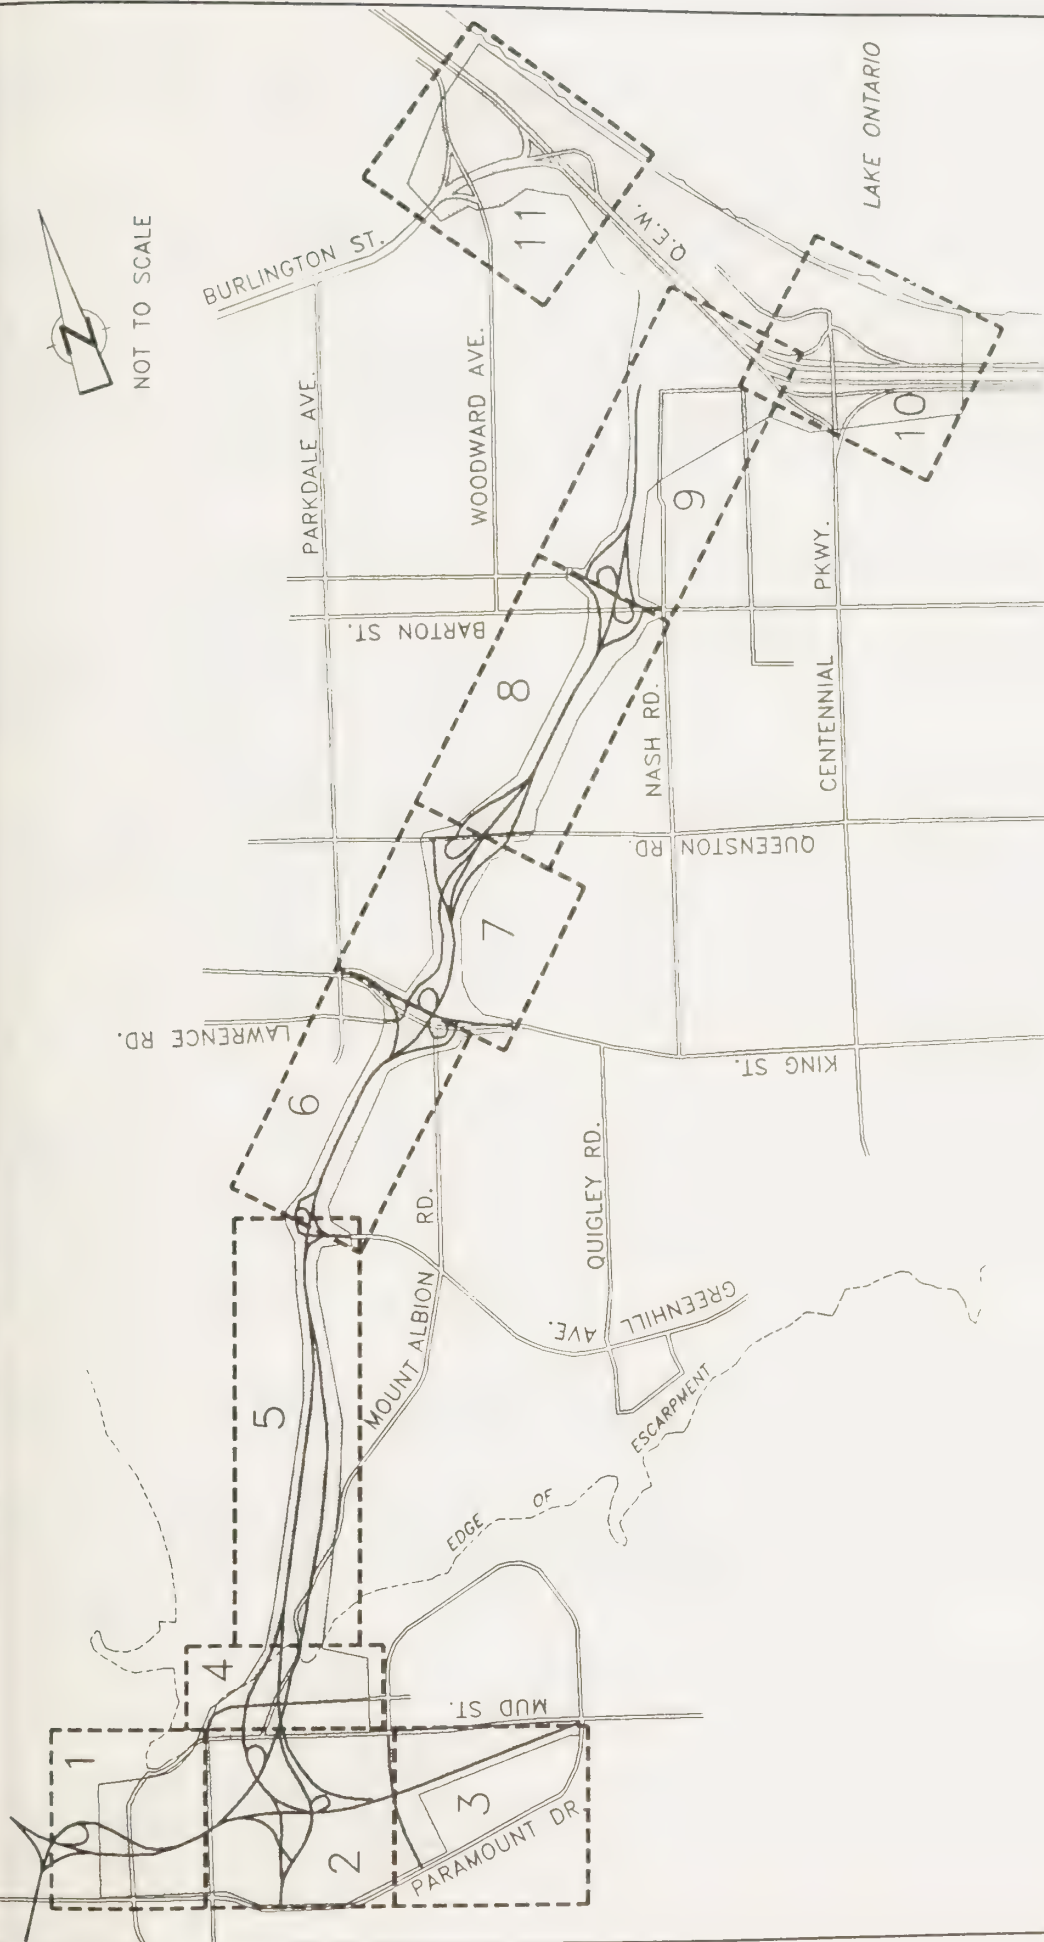 LAKE ONTARIO
N
NOT TO SCALE
BURLINGTON ST.
11
Q.E.W.
PARKDALE AVE.
WOODWARD AVE.
10
9
BARTON ST.
8
NASH RD.
CENTENNIAL PKWY.
QUEENSTON RD.
7
LAWRENCE RD.
KING ST.
6
MOUNT ALBION RD.
QUIGLEY RD.
GREENHILL AVE.
5
EDGE OF ESCARPMENT
4
MUD ST.
1
3
2
PARAMOUNT DR